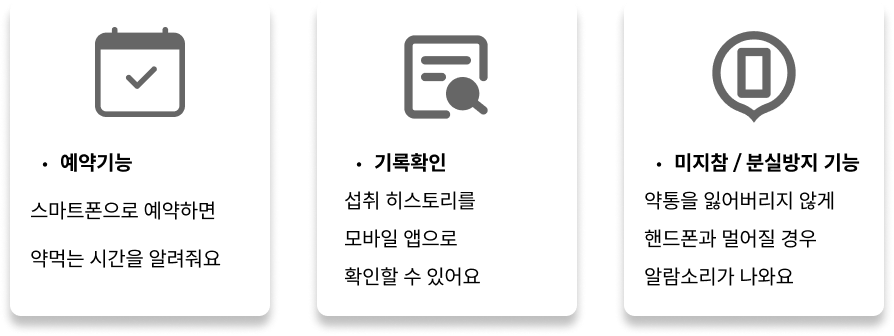 • 예약기능
스마트폰으로 예약하면
약먹는 시간을 알려줘요
• 기록확인
섭취 히스토리를
모바일 앱으로
확인할 수 있어요
• 미지참 / 분실방지 기능
약통을 잃어버리지 않게
핸드폰과 멀어질 경우
알람소리가 나와요